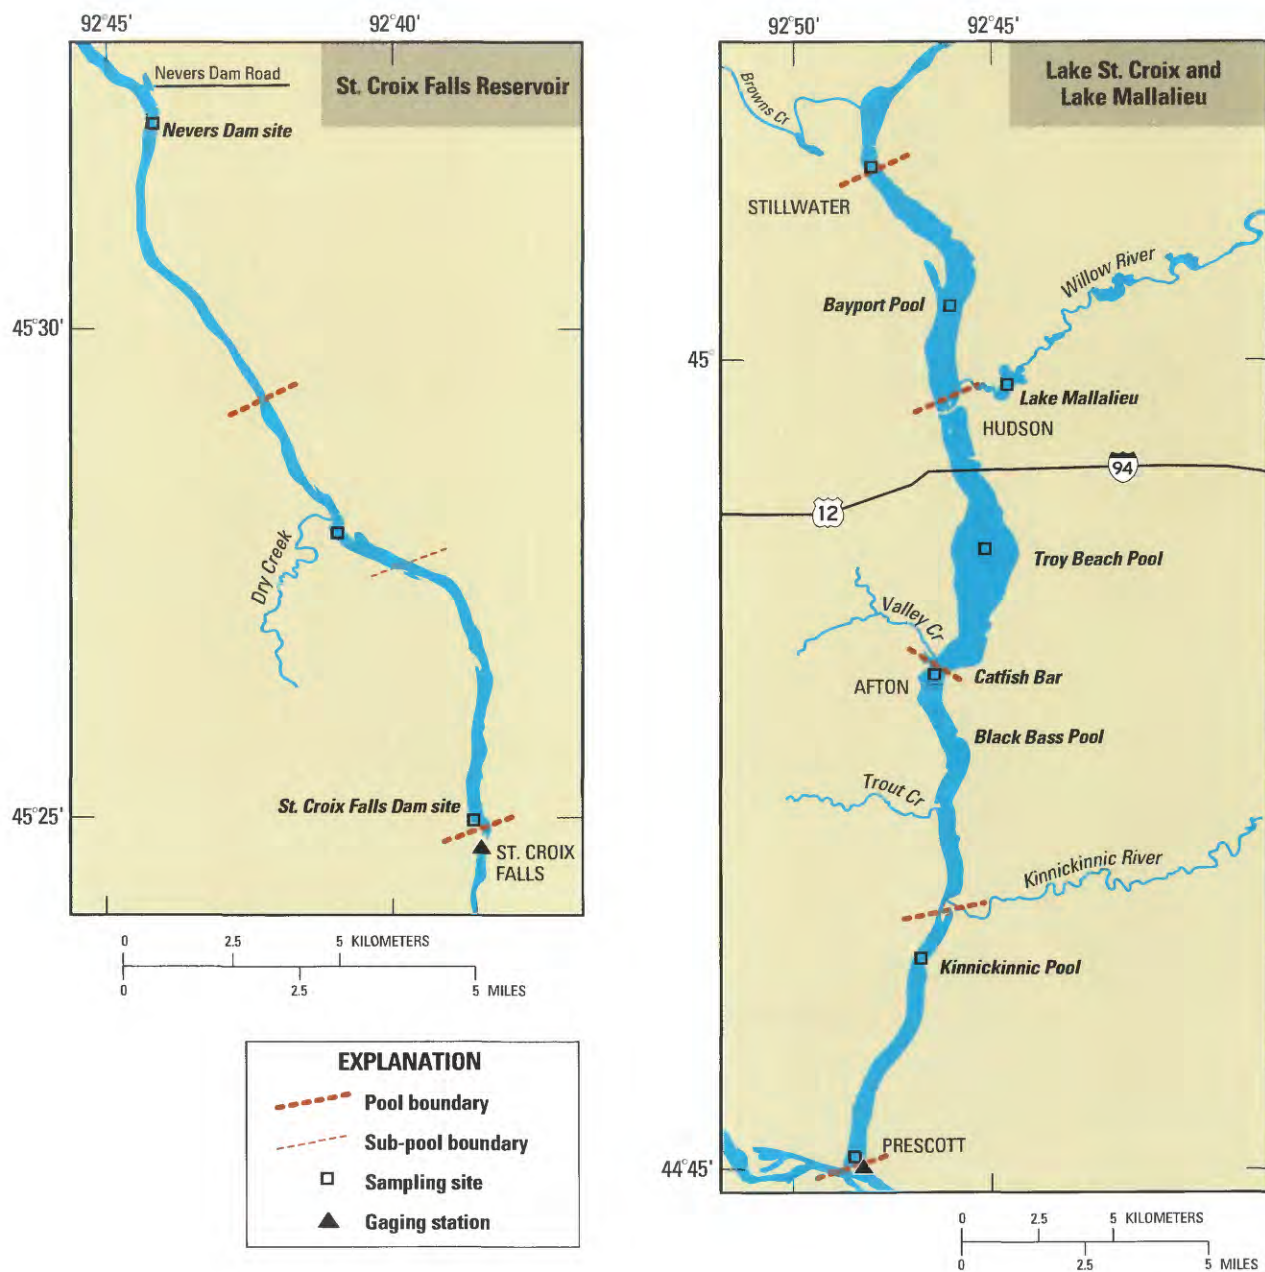 92°45'
92°40'
St. Croix Falls Reservoir
Nevers Dam Road
Nevers Dam site
45°30'
Dry Creek
St. Croix Falls Dam site
45°25'
ST. CROIX
FALLS
0 2.5 5 KILOMETERS
0 2.5 5 MILES
EXPLANATION
Pool boundary
Sub-pool boundary
Sampling site
Gaging station
92°50'
92°45'
Lake St. Croix and
Lake Mallalieu
Browns Cr
STILLWATER
Willow River
Bayport Pool
45°
Lake Mallalieu
HUDSON
94
12
Troy Beach Pool
Valley Cr
Catfish Bar
AFTON
Black Bass Pool
Trout Cr
Kinnickinnic River
Kinnickinnic Pool
PRESCOTT
44°45'
0 2.5 5 KILOMETERS
0 2.5 5 MILES